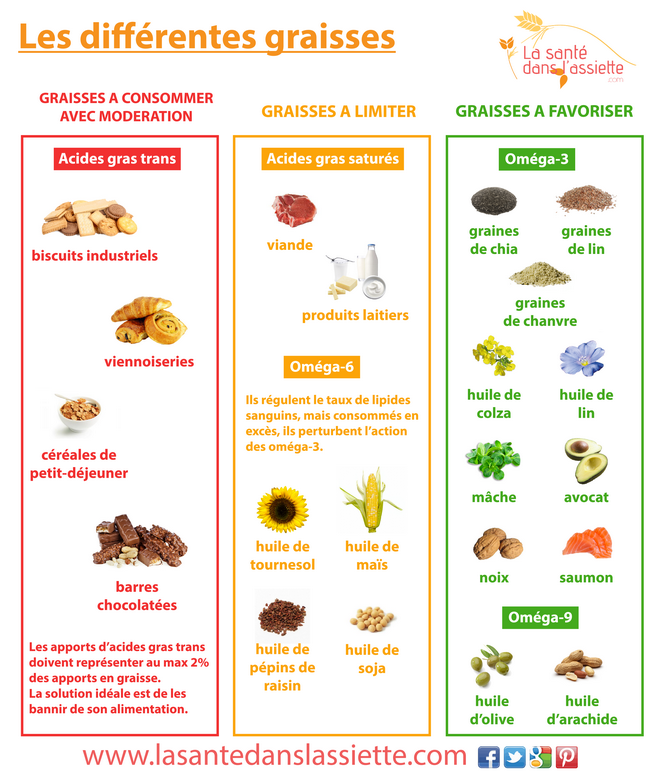 Les différentes graisses
La santé
dans l'assiette
.com
GRAISSES A CONSOMMER
AVEC MODERATION
Acides gras trans
biscuits industriels
viennoiseries
céréales de
petit-déjeuner
barres
chocolatées
Les apports d'acides gras trans
doivent représenter au max 2%
des apports en graisse.
La solution idéale est de les
bannir de son alimentation.
GRAISSES A LIMITER
Acides gras saturés
viande
produits laitiers
Oméga-6
Ils régulent le taux de lipides
sanguins, mais consommés en
excès, ils perturbent l'action
des oméga-3.
huile de
tournesol
huile de
maïs
huile de
pépins de
raisin
huile de
soja
GRAISSES A FAVORISER
Oméga-3
graines
de chia
graines
de lin
graines
de chanvre
huile de
colza
huile de
lin
mâche
avocat
noix
saumon
Oméga-9
huile
d'olive
huile
d'arachide
www.lasantedanslassiette.com